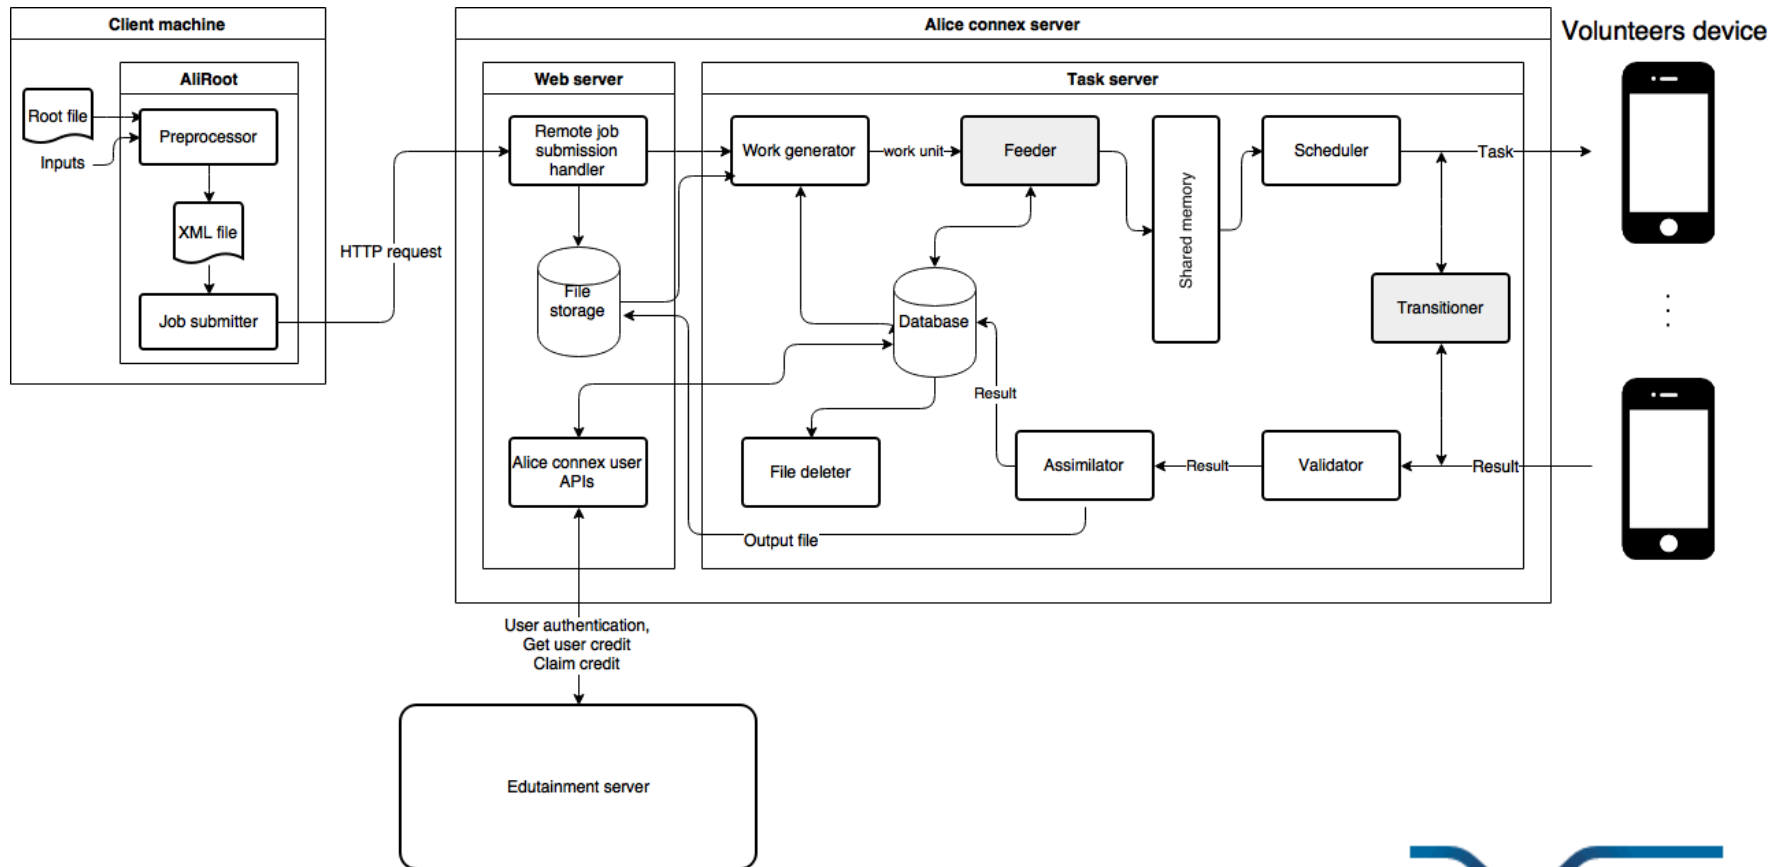 Client machine
Alice connex server
Volunteers device
AliRoot
Web server
Task server
Root file
Inputs
Preprocessor
XML file
Job submitter
HTTP request
Remote job
submission
handler
File
storage
Alice connex user
APIs
Work generator
work unit
Feeder
Shared memory
Scheduler
Task
Transitioner
Database
Result
File deleter
Assimilator
Result
Validator
Result
Output file
User authentication,
Get user credit
Claim credit
Edutainment server